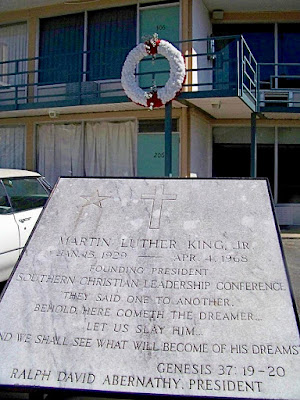 306
206
MARTIN LUTHER KING, JR.
JAN. 15, 1929 — APR. 4, 1968
FOUNDING PRESIDENT
SOUTHERN CHRISTIAN LEADERSHIP CONFERENCE
THEY SAID ONE TO ANOTHER,
BEHOLD HERE COMETH THE DREAMER...
LET US SLAY HIM...
AND WE SHALL SEE WHAT WILL BECOME OF HIS DREAMS
GENESIS 37: 19-20
RALPH DAVID ABERNATHY, PRESIDENT